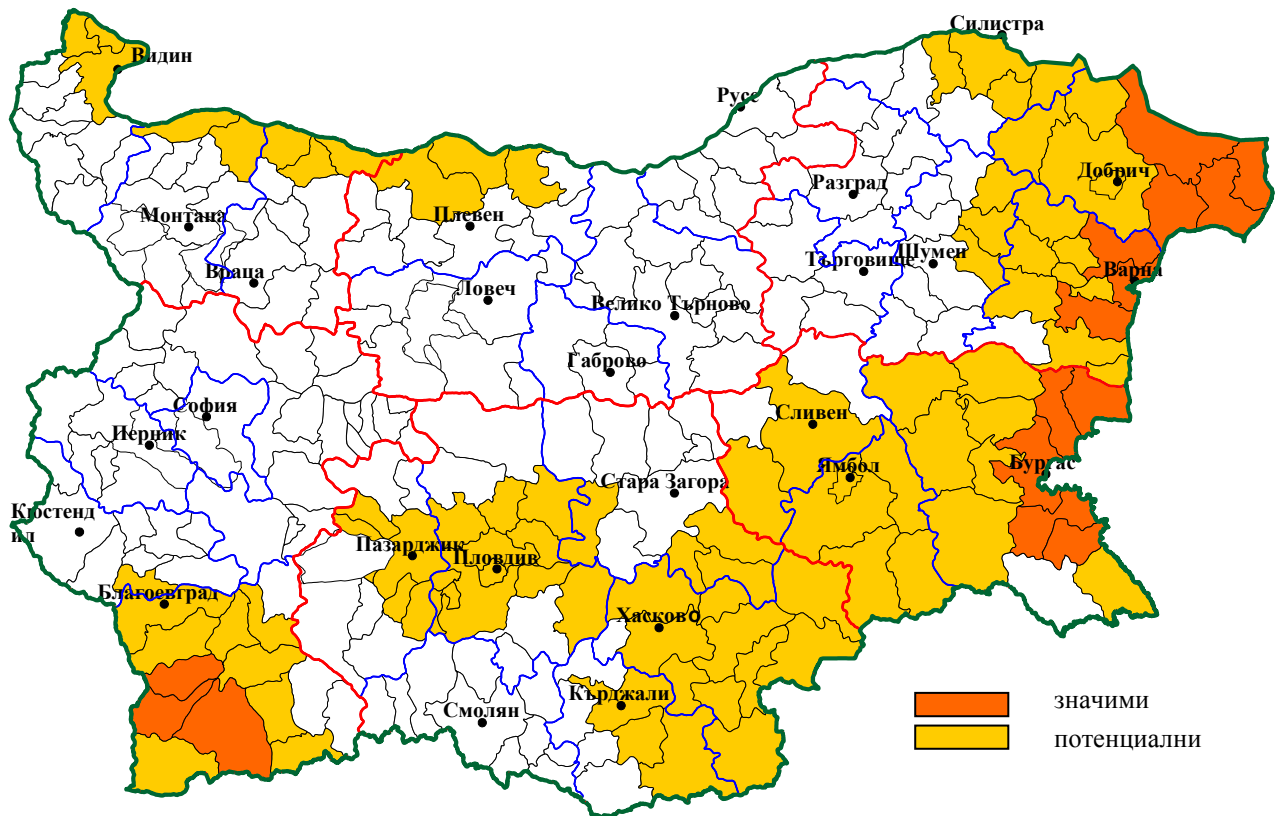 Силистра
Видин
Русе
Добрич
Разград
Монтана
Плевен
Шумен
Търговище
Варна
Враца
Ловеч
Велико Търново
Габрово
София
Сливен
Перник
Ямбол
Бургас
Стара Загора
Кюстенд
ил
Пазарджик
Пловдив
Благоевград
Хасково
Кърджали
Смолян
значими
потенциални